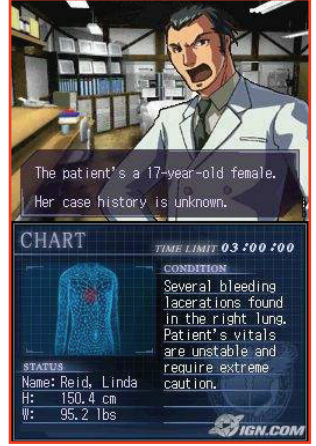 The patient's a 17-year-old female.
Her case history is unknown.
CHART
TIME LIMIT 03:00:00
CONDITION
Several bleeding
lacerations found
in the right lung.
Patient's vitals
are unstable and
require extreme
caution.
STATUS
Name: Reid, Linda
H: 150.4 cm
W: 95.2 lbs
IGN.COM